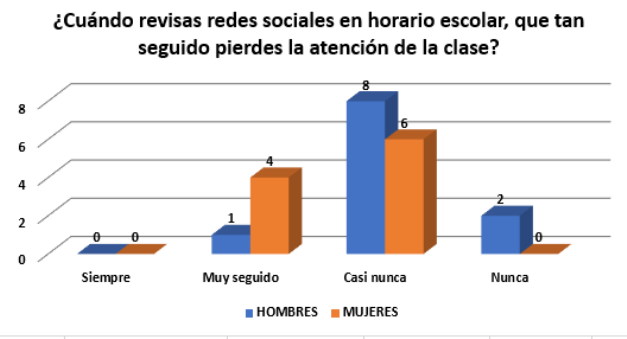 ¿Cuándo revisas redes sociales en horario escolar, que tan
seguido pierdes la atención de la clase?
8
6
4
2
0
0 0
1 4
8 6
2 0
Siempre Muy seguido Casi nunca Nunca
HOMBRES MUJERES